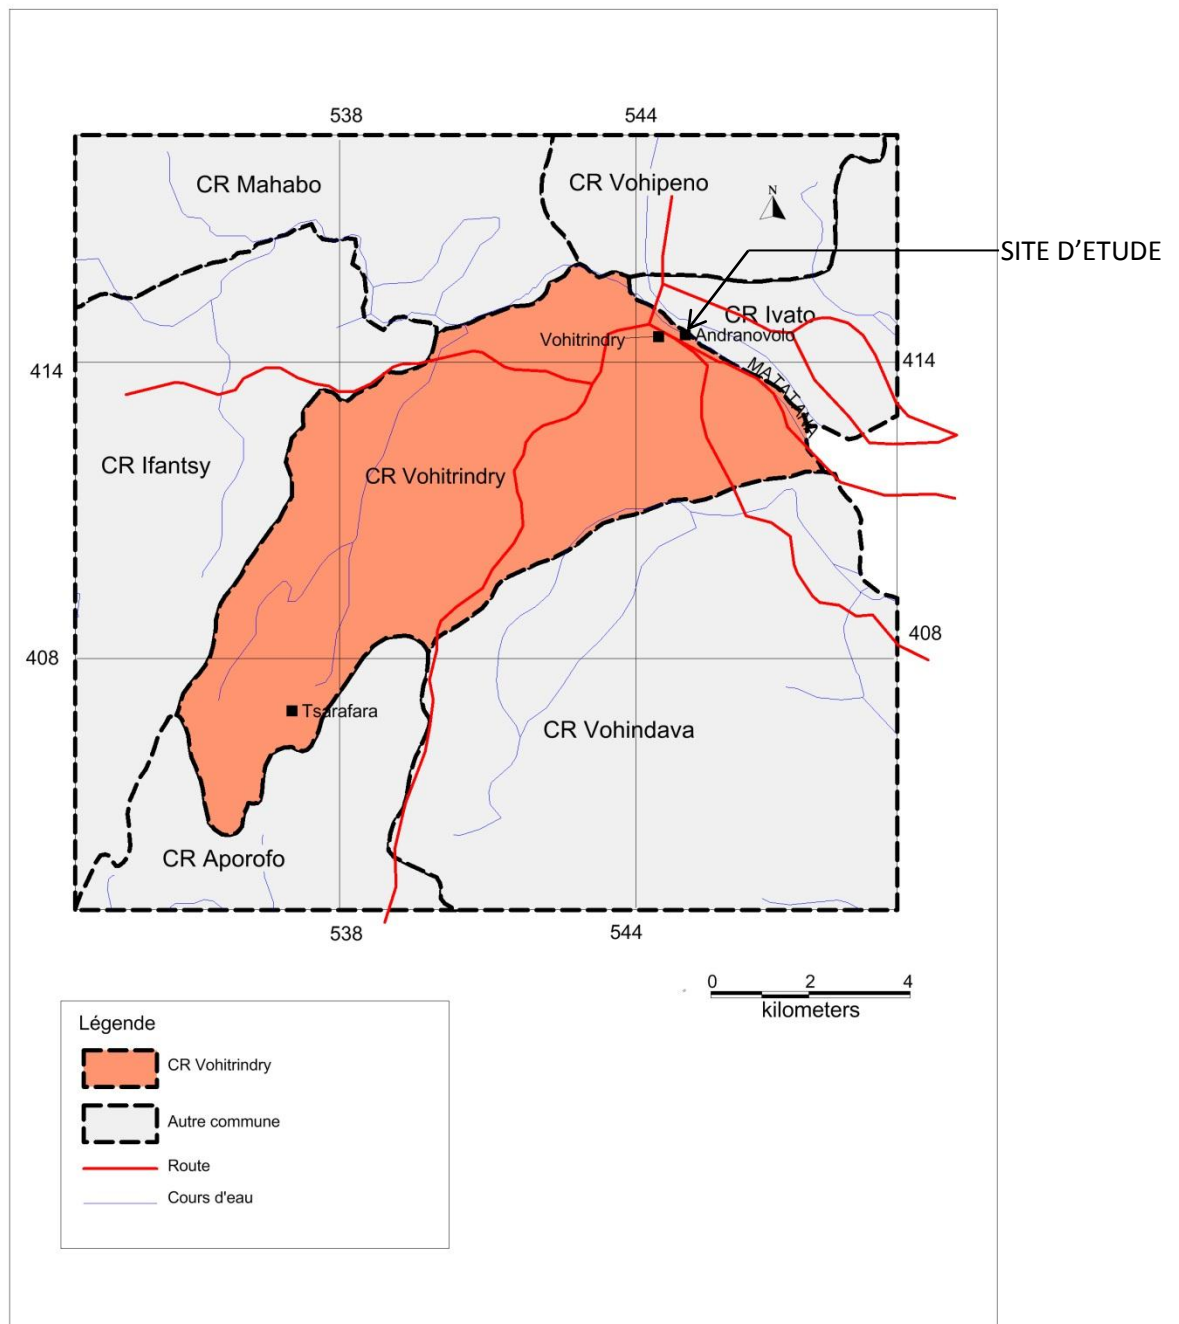 538
544
CR Mahabo
CR Vohipeno
N
SITE D’ETUDE
CR Ivato
Vohitrindry
Andranovolo
414
414
MATATANA
CR Ifantsy
CR Vohitrindry
408
408
Tsarafara
CR Vohindava
CR Aporofo
538
544
0 2 4
kilometers
Légende
CR Vohitrindry
Autre commune
Route
Cours d'eau